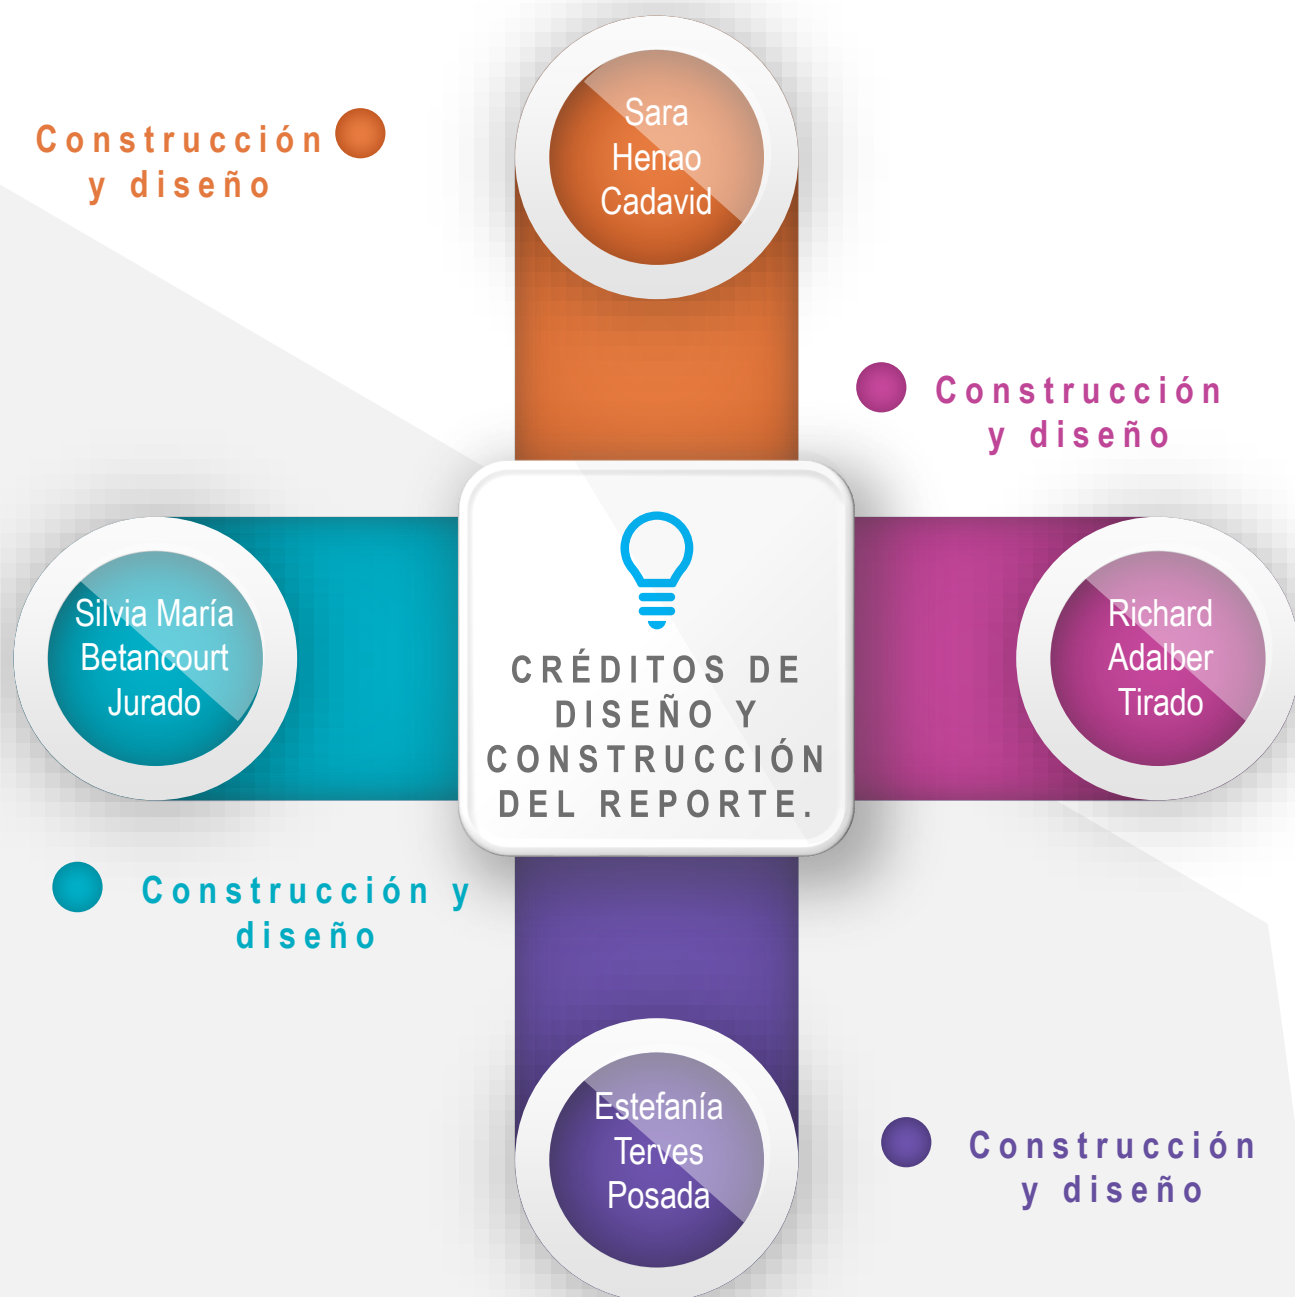 Sara
Henao
Cadavid
Construcción
y diseño
Construcción
y diseño
Silvia María
Betancourt
Jurado
CRÉDITOS DE
DISEÑO Y
CONSTRUCCIÓN
DEL REPORTE.
Richard
Adalber
Tirado
Construcción y
diseño
Estefanía
Terves
Posada
Construcción
y diseño